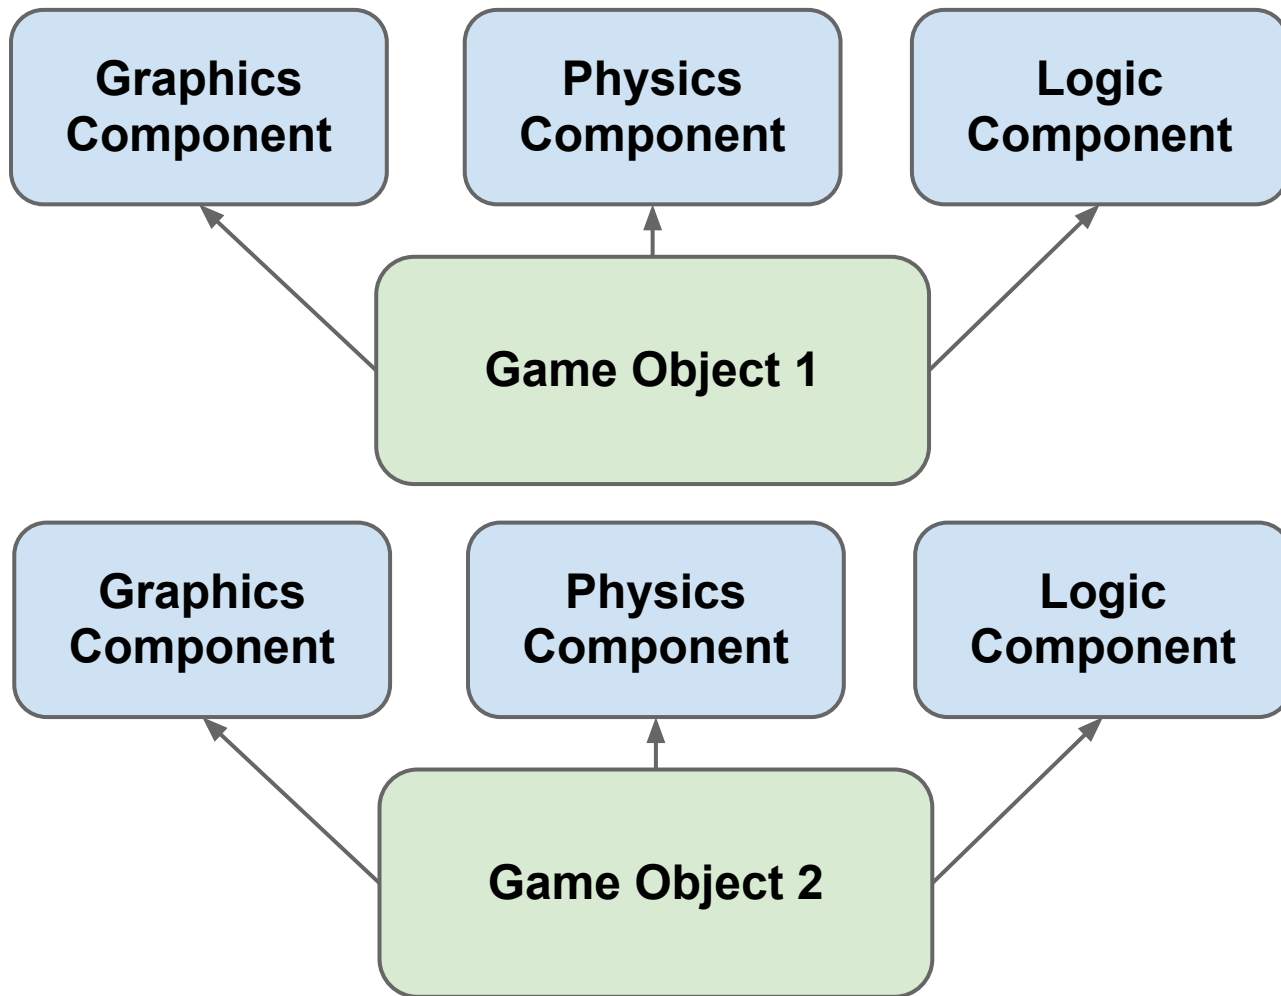 Graphics
Component
Physics
Component
Logic
Component
Game Object 1
Graphics
Component
Physics
Component
Logic
Component
Game Object 2